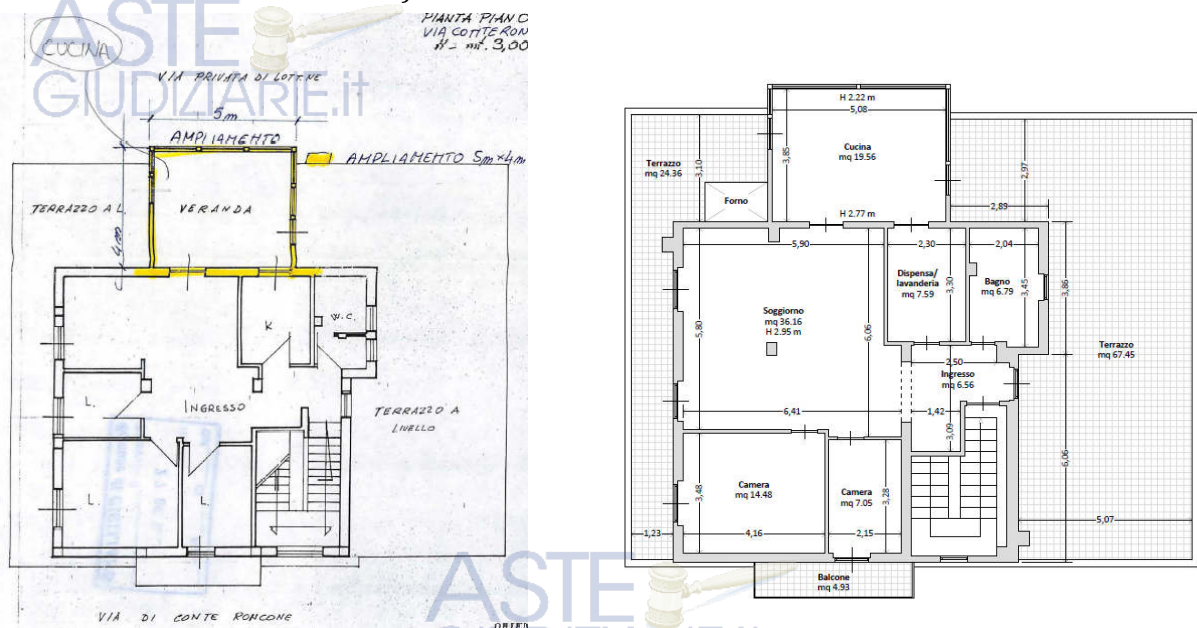 ASTE
GIUDIZIARIE.it
CUCINA
PIANTA PIANO
VIA CONTE RON
H = mt. 3,00
VIA PRIVATA DI LOTT.NE
5m
AMPLIAMENTO
AMPLIAMENTO 5m x 4m
TERRAZZO A L.
VERANDA
4m
K
W.C.
L.
INGRESSO
TERRAZZO A
LIVELLO
L.
L.
VIA DI CONTE RONCONE
ASTE
H 2.22 m
5,08
Cucina
mq 19.56
3,85
Terrazzo
mq 24.36
3,10
Forno
H 2.77 m
2,97
2,89
5,90
2,30
2,04
Dispensa/
lavanderia
mq 7.59
3,30
Bagno
mq 6.79
3,45
3,86
Soggiorno
mq 36.16
H 2.95 m
5,80
6,06
Terrazzo
mq 67.45
2,50
Ingresso
mq 6.56
6,41
1,42
3,09
6,06
Camera
mq 14.48
3,48
Camera
mq 7.05
3,28
5,07
1,23
4,16
2,15
Balcone
mq 4.93